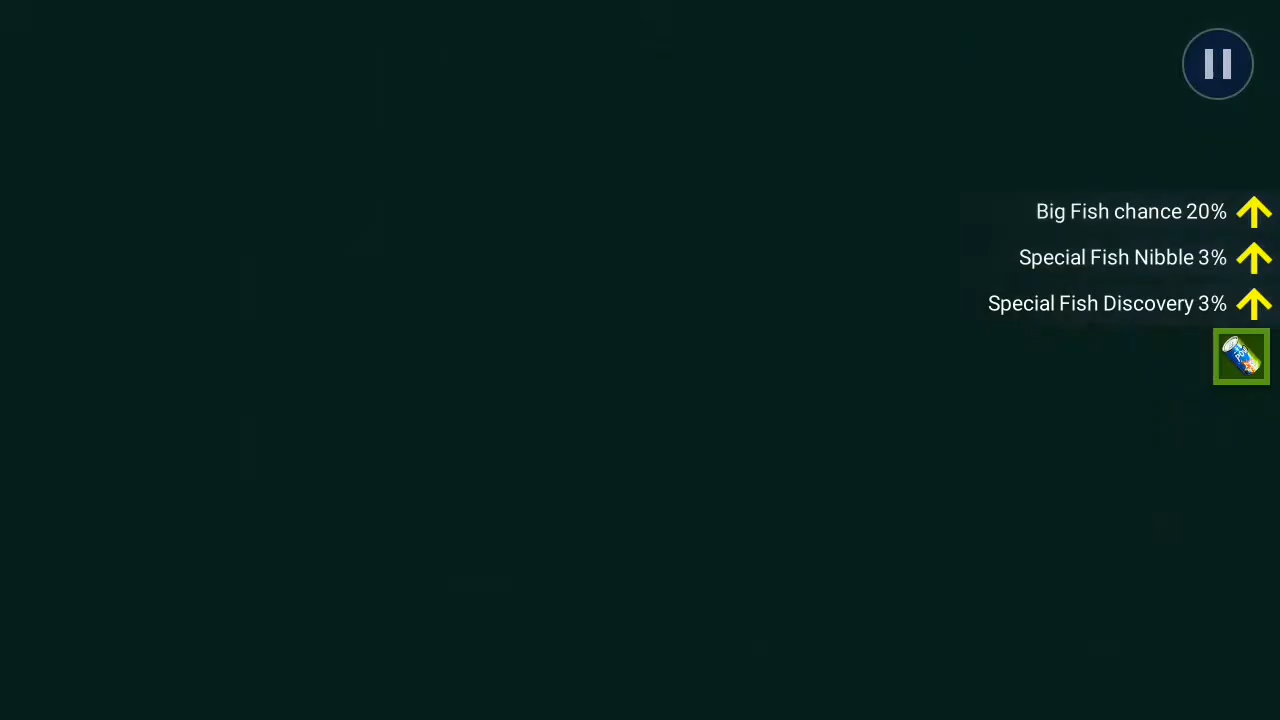 Big Fish chance 20%
Special Fish Nibble 3%
Special Fish Discovery 3%